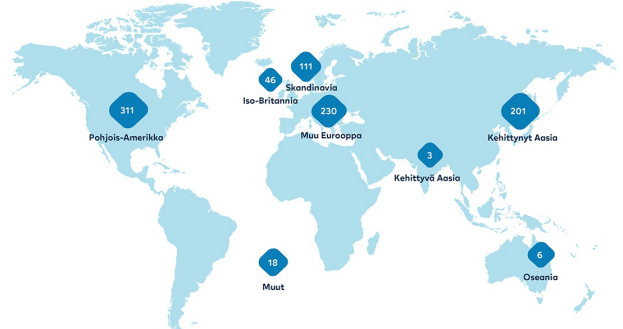 111
Skandinavia
46
Iso-Britannia
311
Pohjois-Amerikka
230
Muu Eurooppa
201
Kehittynyt Aasia
3
Kehittyvä Aasia
18
Muut
6
Oseania